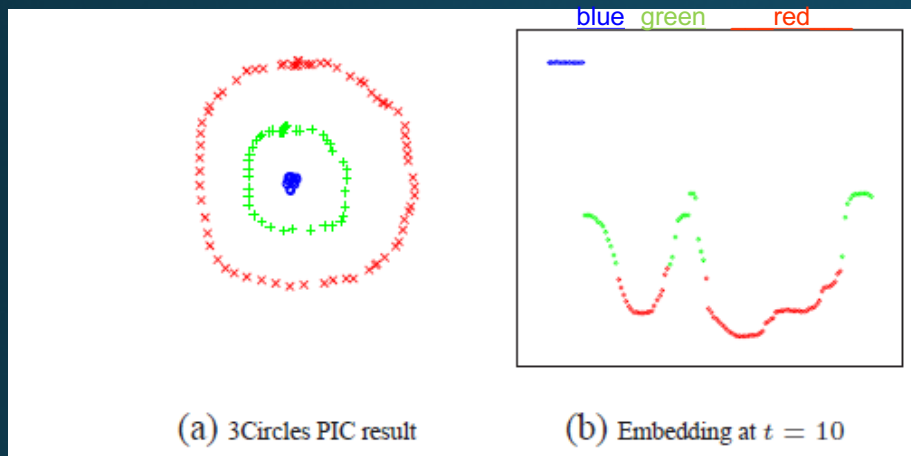 blue green red
(a) 3Circles PIC result
(b) Embedding at t = 10